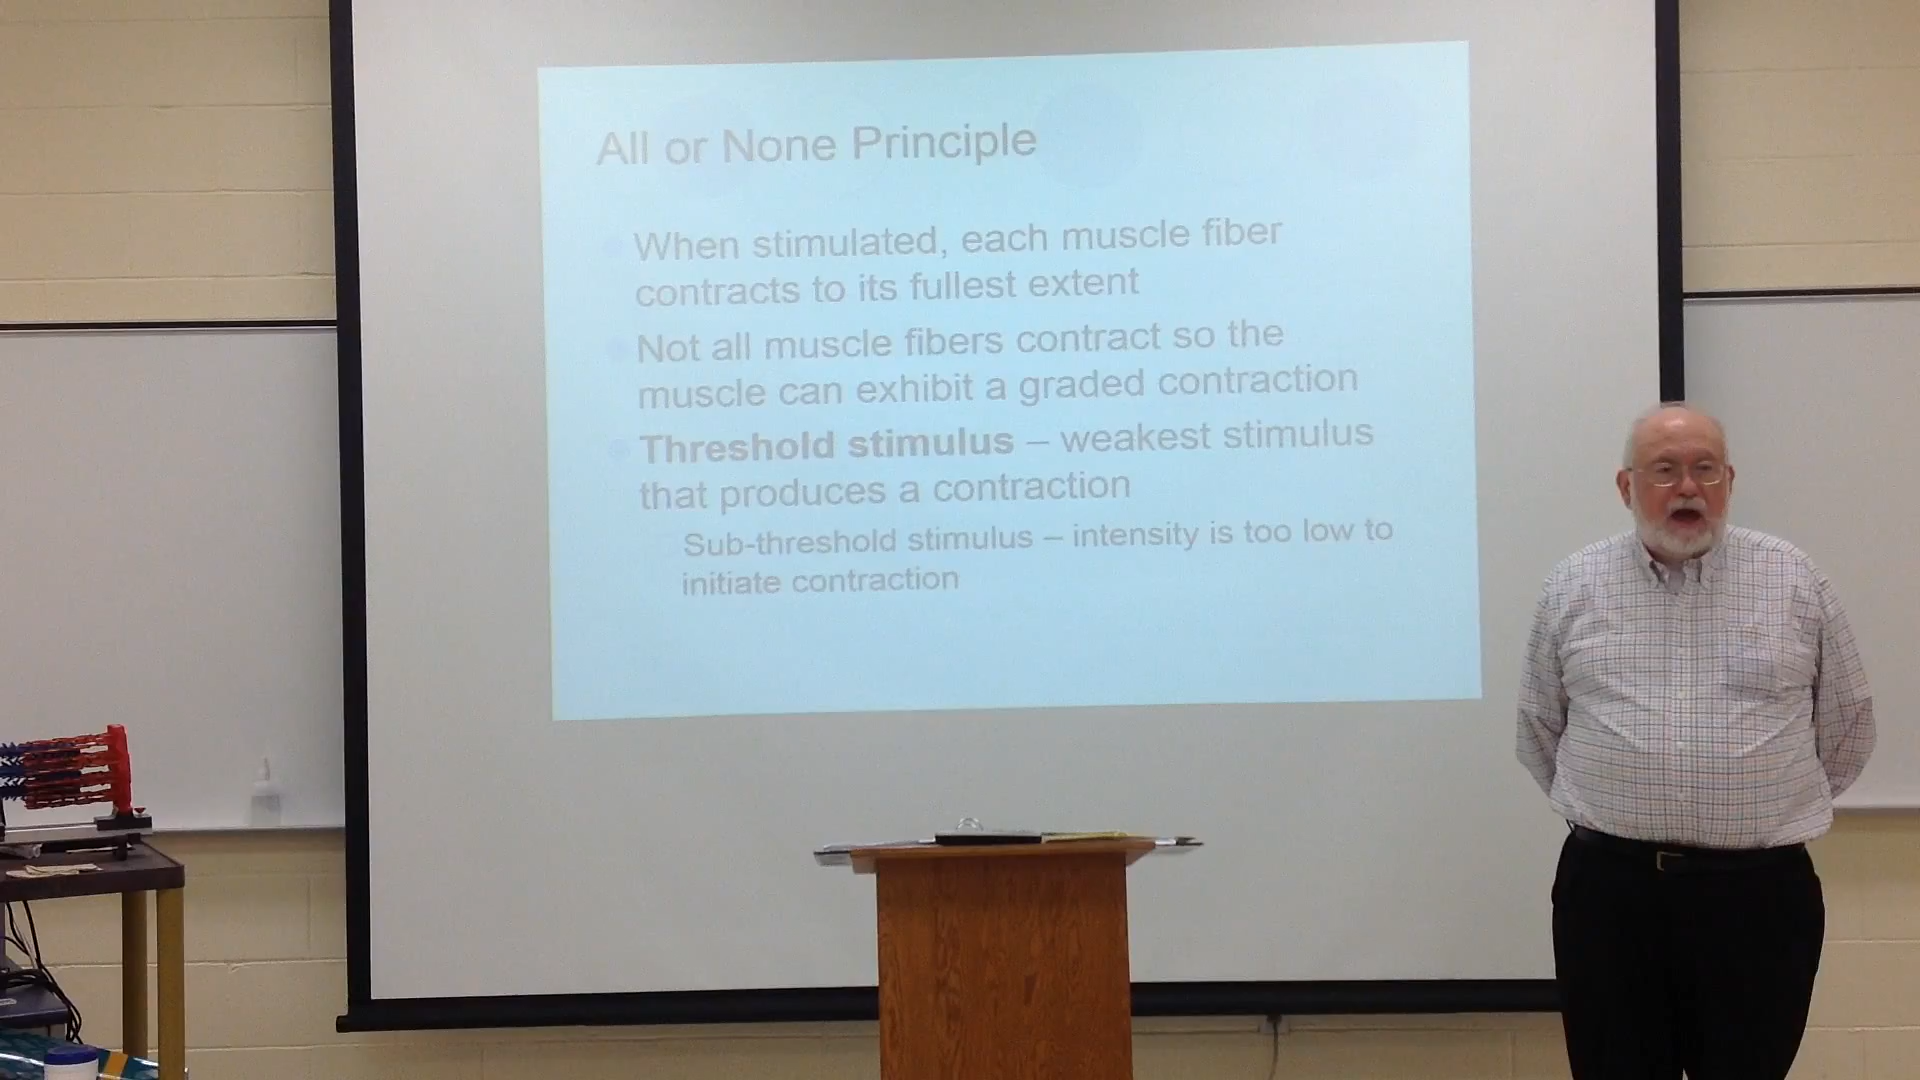 All or None Principle
When stimulated, each muscle fiber
contracts to its fullest extent
Not all muscle fibers contract so the
muscle can exhibit a graded contraction
Threshold stimulus – weakest stimulus
that produces a contraction
Sub-threshold stimulus – intensity is too low to
initiate contraction